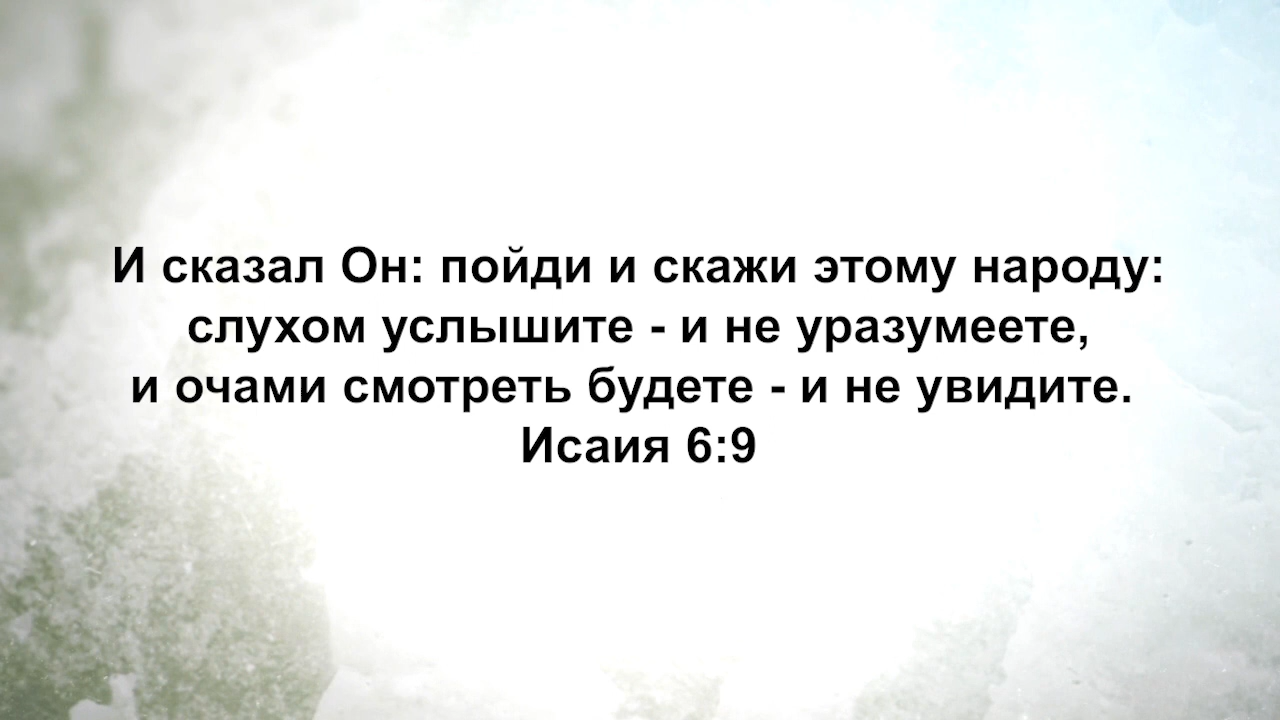 И сказал Он: пойди и скажи этому народу:
слухом услышите - и не уразумеете,
и очами смотреть будете - и не увидите.
Исаия 6:9